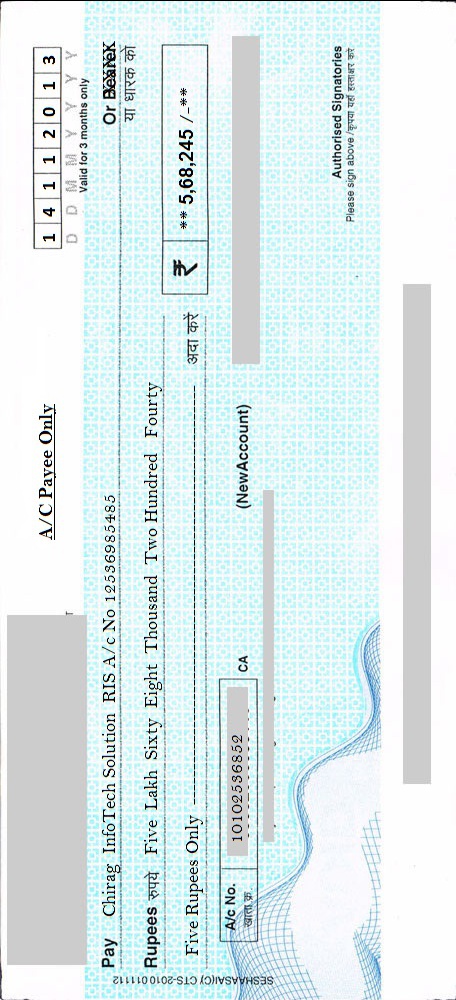 1 4 1 1 2 0 1 3
D D M M Y Y Y Y
Valid for 3 months only
A/C Payee Only
Pay Chirag InfoTech Solution RIS A/c No 12536985485 Or Bearer
या धारक को
Rupees रुपये Five Lakh Sixty Eight Thousand Two Hundred Fourty
Five Rupees Only अदा करें ₹ ** 5,68,245 /-**
A/c No. 10102536852 CA (NewAccount)
खाता क्र.
Authorised Signatories
Please sign above /कृपया यहाँ हस्ताक्षर करें
SESHAASAI(C) CTS-2010 011112